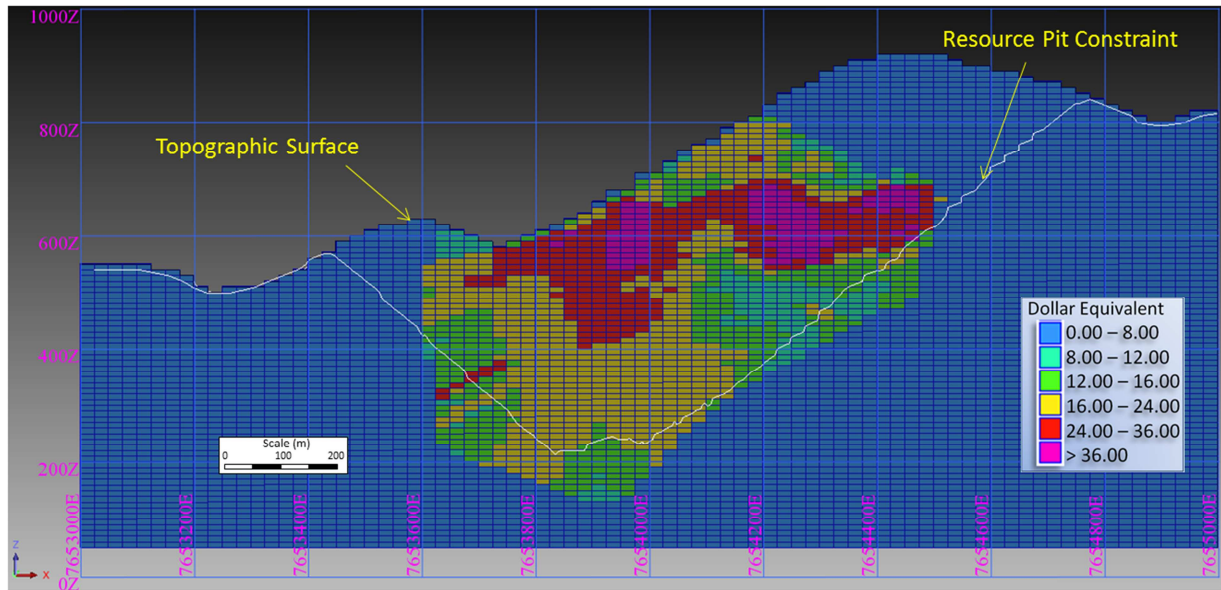 1000Z
Resource Pit Constraint
800Z
Topographic Surface
600Z
Dollar Equivalent
0.00 – 8.00
8.00 – 12.00
12.00 – 16.00
16.00 – 24.00
24.00 – 36.00
> 36.00
400Z
Scale (m)
0 100 200
200Z
7653000E
7653200E
7653400E
7653600E
7653800E
7654000E
7654200E
7654400E
7654600E
7654800E
7655000E
0Z
Z
X